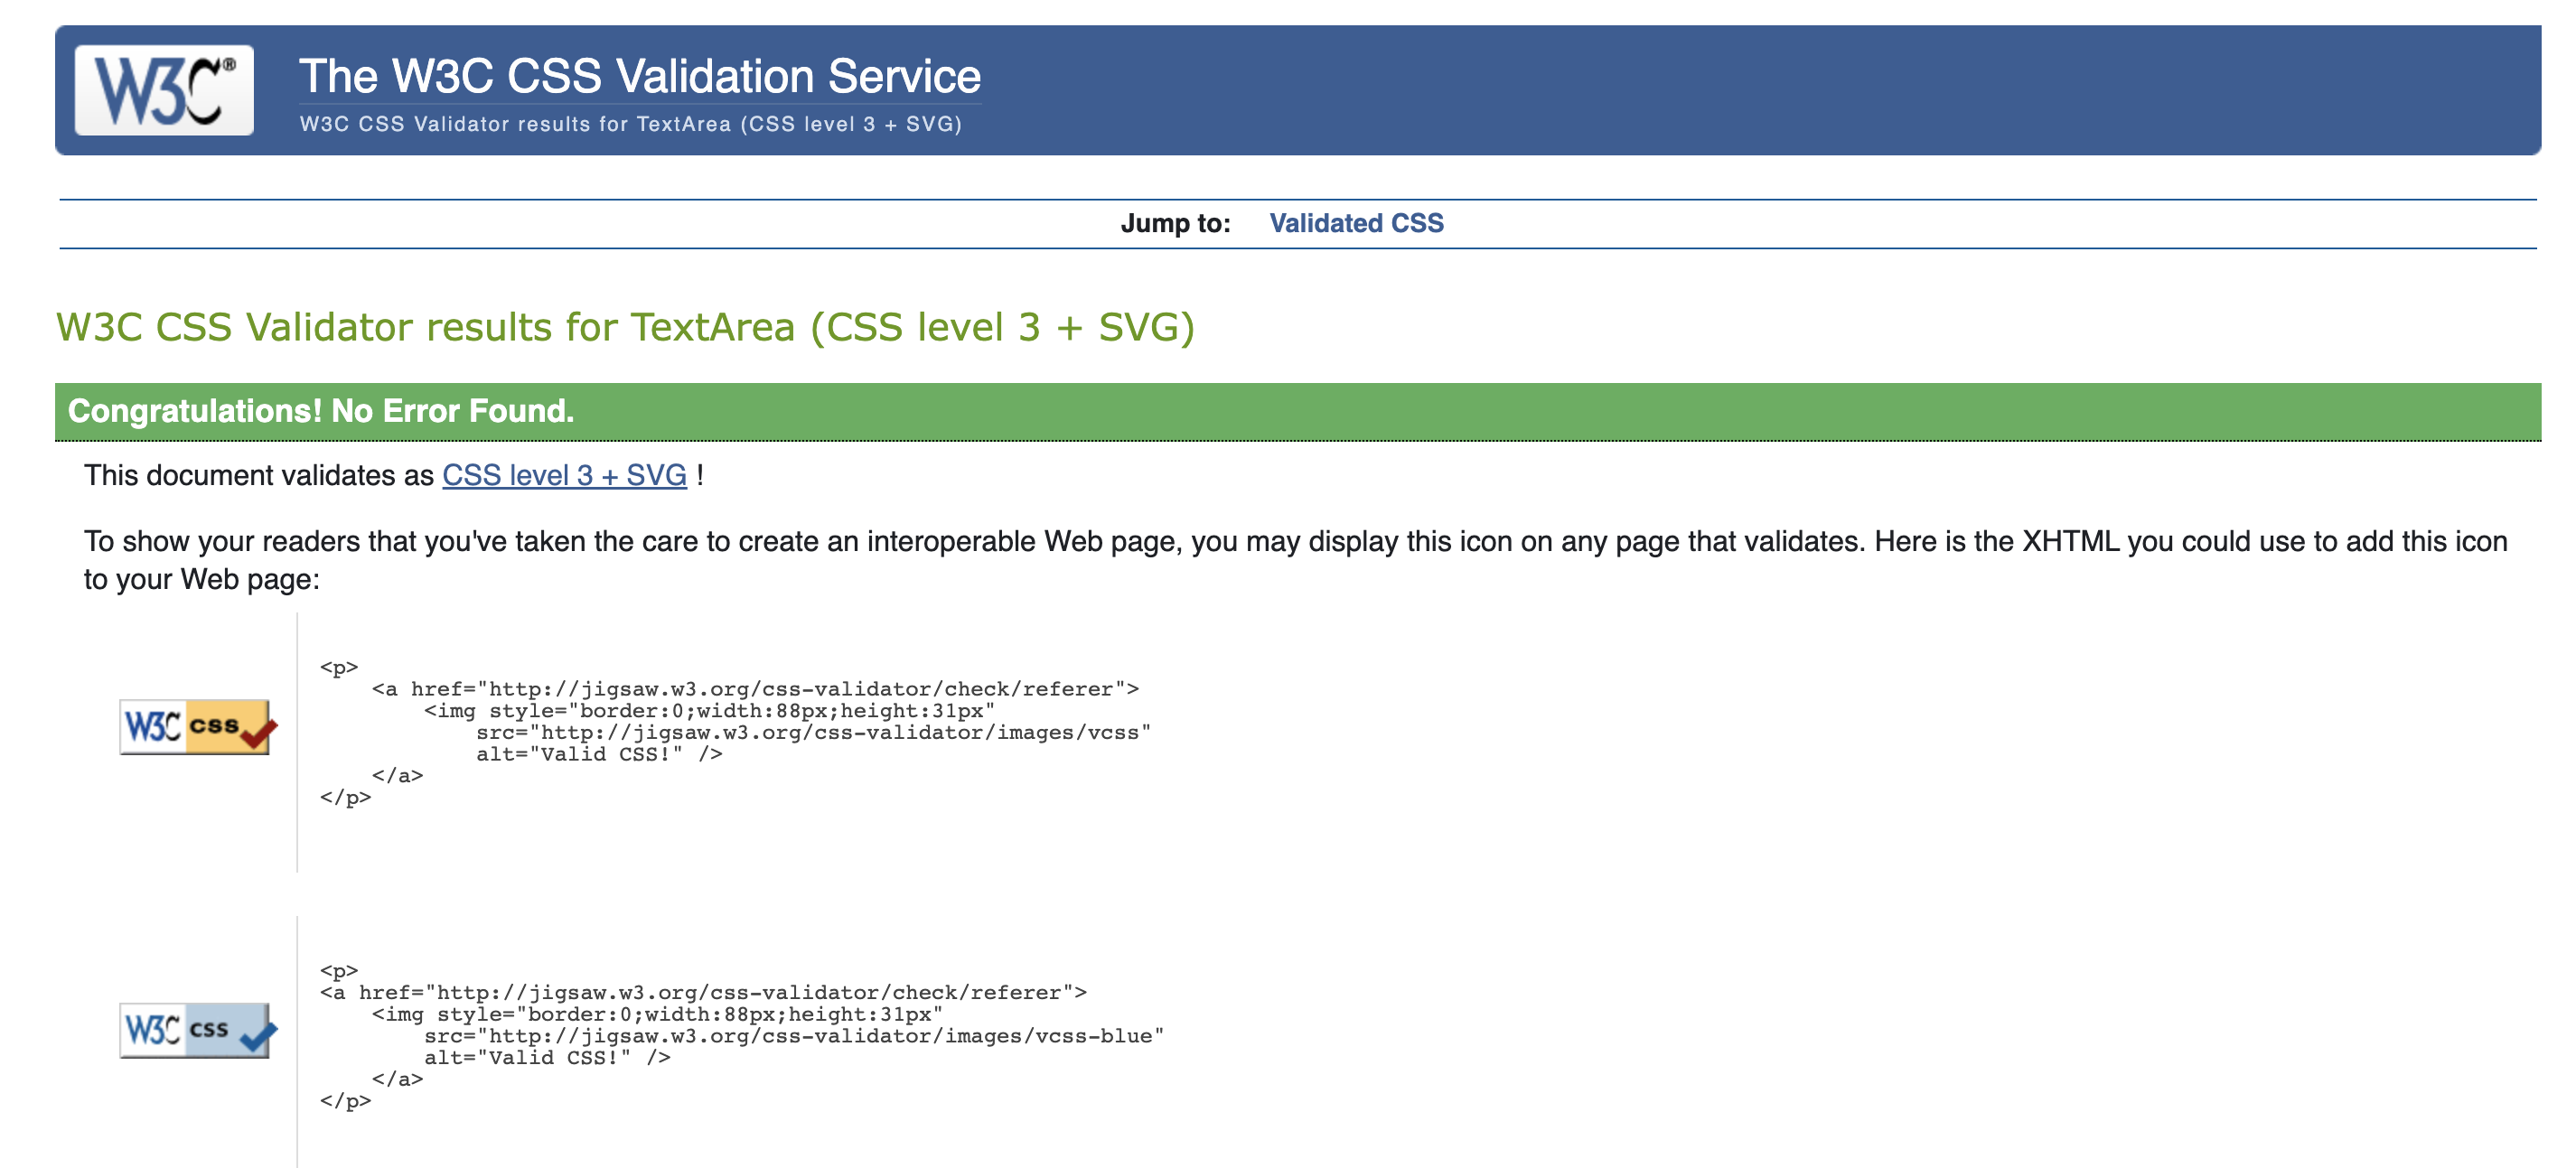 W3C®
The W3C CSS Validation Service
W3C CSS Validator results for TextArea (CSS level 3 + SVG)
Jump to: Validated CSS
W3C CSS Validator results for TextArea (CSS level 3 + SVG)
Congratulations! No Error Found.
This document validates as CSS level 3 + SVG !
To show your readers that you've taken the care to create an interoperable Web page, you may display this icon on any page that validates. Here is the XHTML you could use to add this icon
to your Web page:
W3C css
<p>
    <a href="http://jigsaw.w3.org/css-validator/check/referer">
        <img style="border:0;width:88px;height:31px"
            src="http://jigsaw.w3.org/css-validator/images/vcss"
            alt="Valid CSS!" />
    </a>
</p>
W3C css
<p>
<a href="http://jigsaw.w3.org/css-validator/check/referer">
    <img style="border:0;width:88px;height:31px"
        src="http://jigsaw.w3.org/css-validator/images/vcss-blue"
        alt="Valid CSS!" />
    </a>
</p>